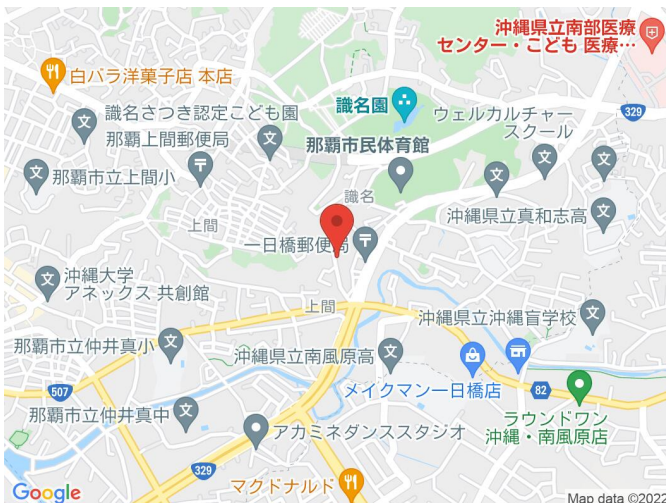 沖縄県立南部医療
センター・こども 医療…
白バラ洋菓子店 本店
識名園
ウェルカルチャー
スクール
329
識名さつき認定こども園
那覇上間郵便局
那覇市民体育館
那覇市立上間小
識名
沖縄県立真和志高
上間
一日橋郵便局
沖縄大学
アネックス 共創館
上間
沖縄県立沖縄盲学校
那覇市立仲井真小
沖縄県立南風原高
メイクマン一日橋店
507
82
那覇市立仲井真中
ラウンドワン
沖縄・南風原店
アカミネダンススタジオ
329
マクドナルド
Google
Map data ©2022